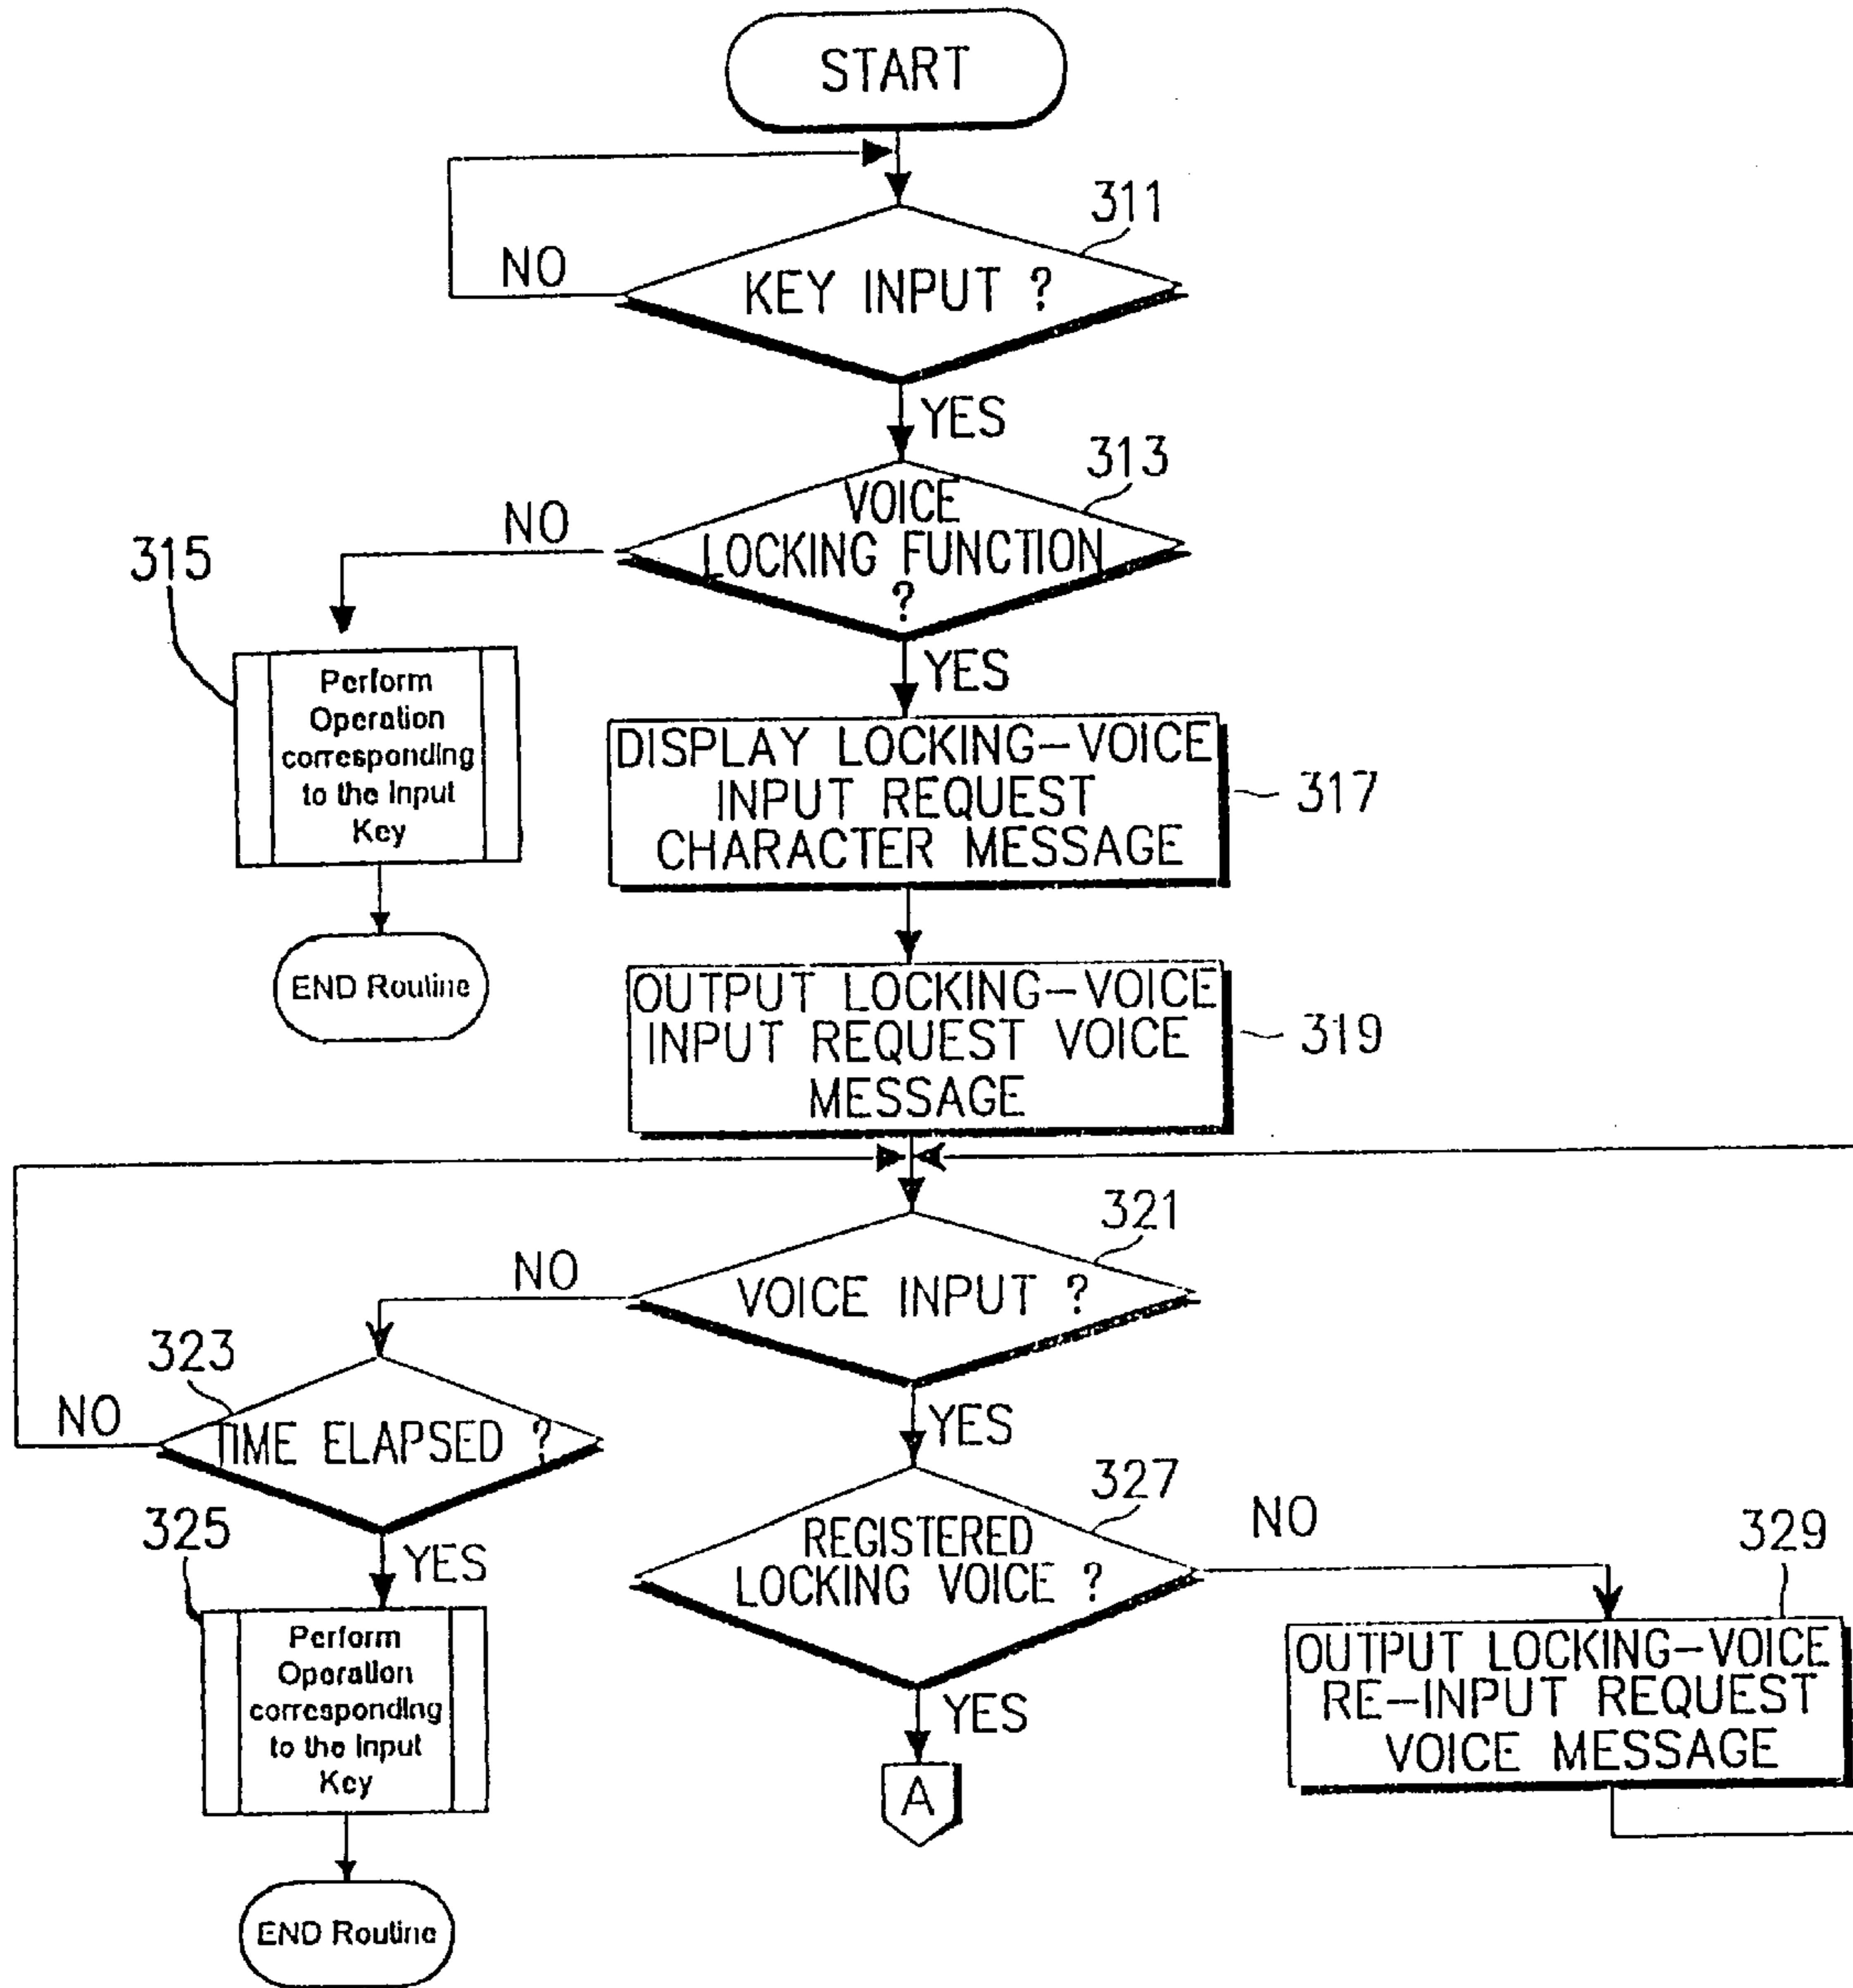 START
311
NO
KEY INPUT ?
YES
313
NO
VOICE
LOCKING FUNCTION
?
315
YES
Perform
Operation
corresponding
to the Input
Key
DISPLAY LOCKING-VOICE
INPUT REQUEST
CHARACTER MESSAGE
317
END Routine
OUTPUT LOCKING-VOICE
INPUT REQUEST VOICE
MESSAGE
319
321
NO
VOICE INPUT ?
323
NO
TIME ELAPSED ?
YES
327
REGISTERED
LOCKING VOICE ?
NO
329
325
YES
Perform
Operation
corresponding
to the Input
Key
OUTPUT LOCKING-VOICE
RE-INPUT REQUEST
VOICE MESSAGE
YES
A
END Routine